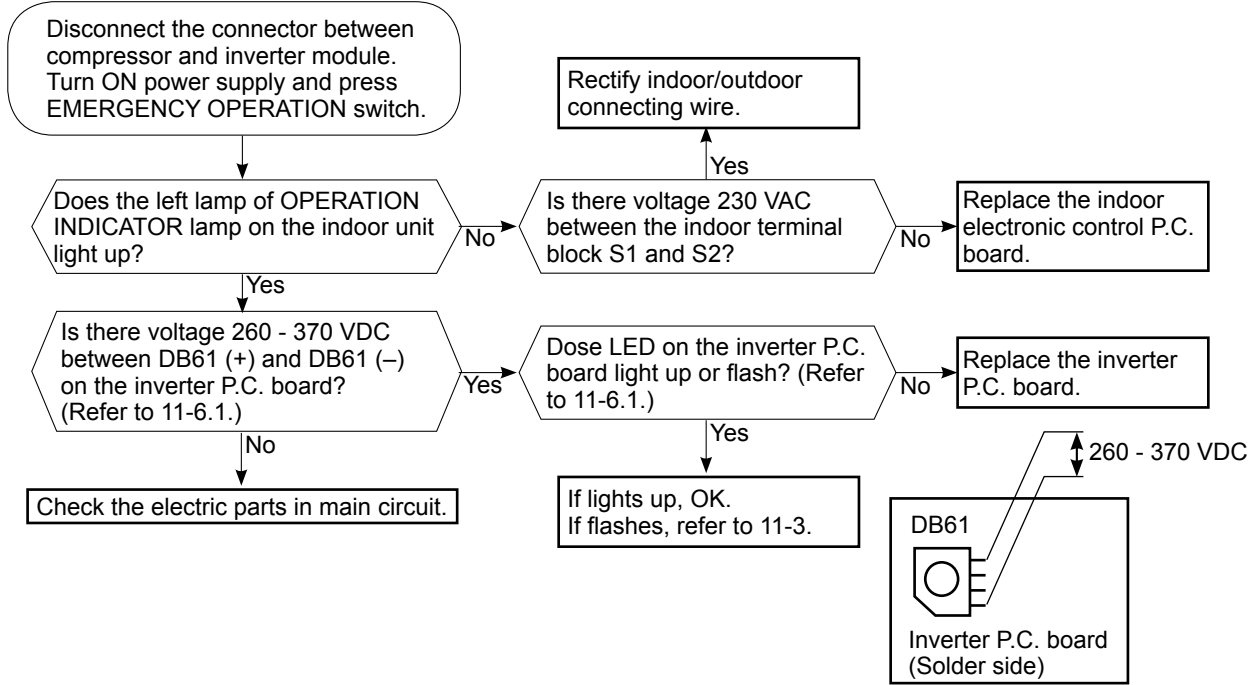 Disconnect the connector between
compressor and inverter module.
Turn ON power supply and press
EMERGENCY OPERATION switch.
Rectify indoor/outdoor
connecting wire.
Yes
Does the left lamp of OPERATION
INDICATOR lamp on the indoor unit
light up?
No
Is there voltage 230 VAC
between the indoor terminal
block S1 and S2?
No
Replace the indoor
electronic control P.C.
board.
Yes
Is there voltage 260 - 370 VDC
between DB61 (+) and DB61 (–)
on the inverter P.C. board?
(Refer to 11-6.1.)
Yes
Dose LED on the inverter P.C.
board light up or flash? (Refer
to 11-6.1.)
No
Replace the inverter
P.C. board.
No
Yes
Check the electric parts in main circuit.
If lights up, OK.
If flashes, refer to 11-3.
260 - 370 VDC
DB61
Inverter P.C. board
(Solder side)